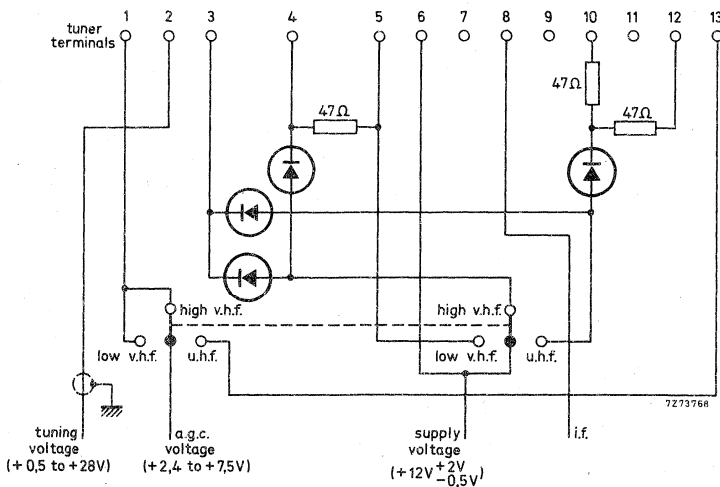 tuner
terminals
1 2 3 4 5 6 7 8 9 10 11 12 13
47Ω
47Ω
47Ω
high v.h.f.
high v.h.f.
low v.h.f.
u.h.f.
low v.h.f.
u.h.f.
7Z73768
tuning
voltage
(+0,5 to +28V)
a.g.c.
voltage
(+2,4 to +7,5V)
supply
voltage
(+12V +2V
-0,5V)
i.f.